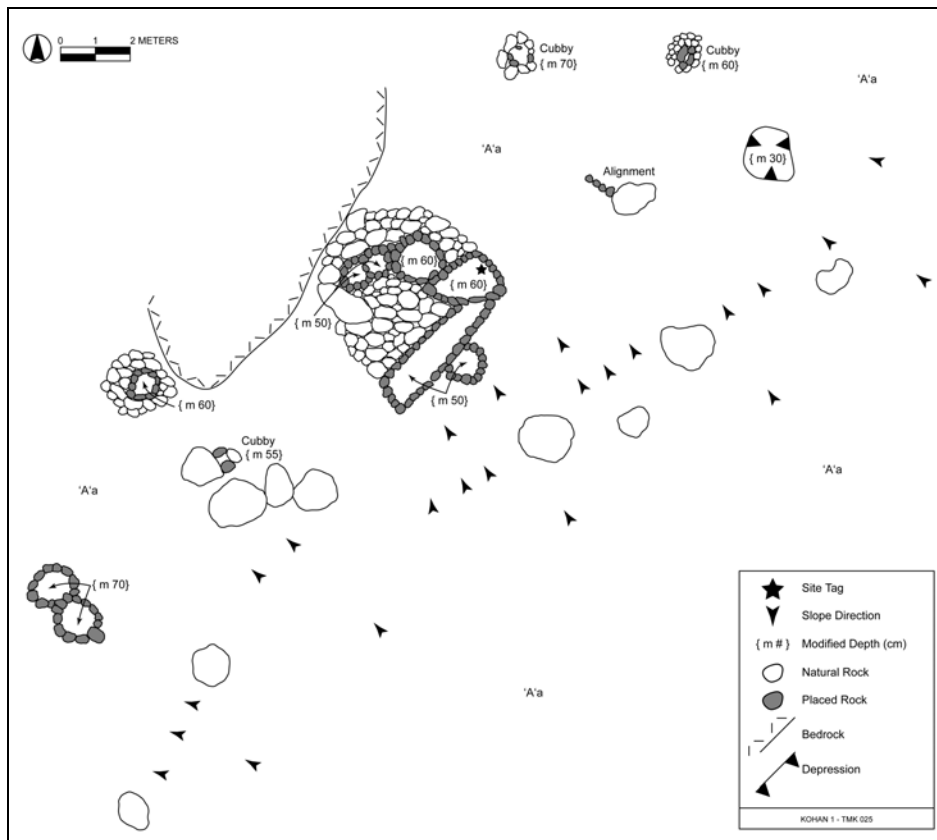 0 1 2 METERS
Cubby
{ m 70}
Cubby
{ m 60}
'A'a
'A'a
{ m 30}
Alignment
{ m 60}
{ m 60}
{ m 50}
{ m 50}
{ m 60}
Cubby
{ m 55}
'A'a
'A'a
{ m 70}
'A'a
Site Tag
Slope Direction
{ m # } Modified Depth (cm)
Natural Rock
Placed Rock
Bedrock
Depression
KOHAN 1 - TMK 025